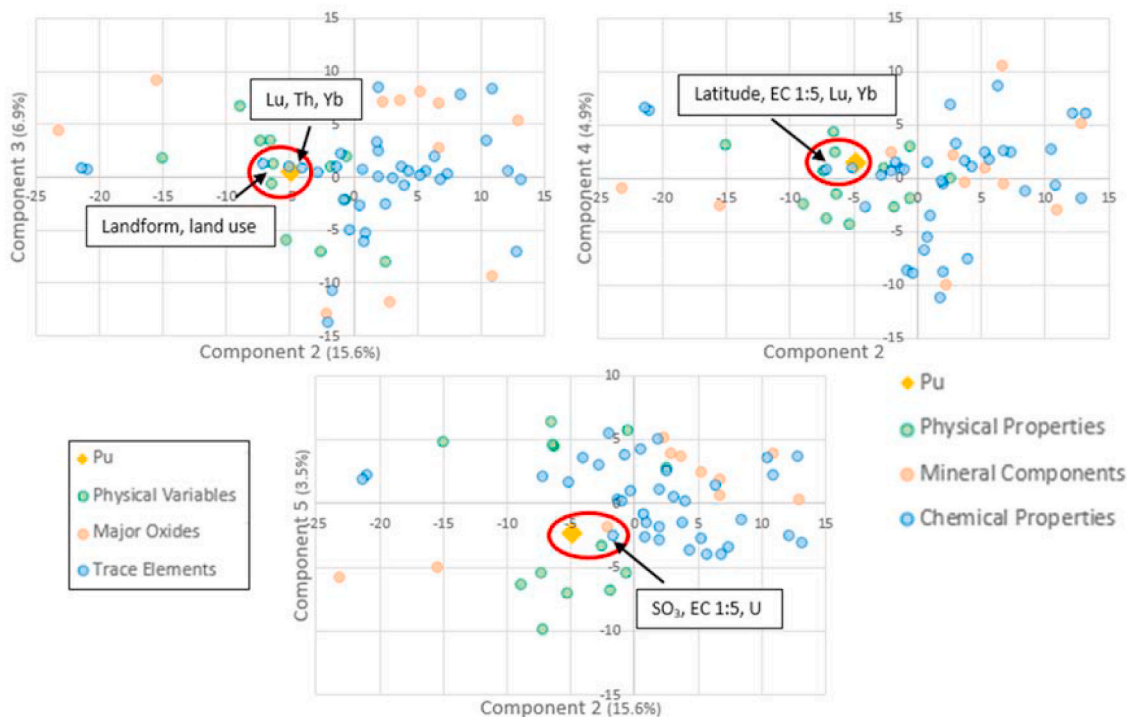 15
10
5
0
-5
-10
-15
-25
-20
-15
-10
-5
0
5
10
15
Component 3 (6.9%)
Component 2 (15.6%)
Lu, Th, Yb
Landform, land use
15
10
5
0
-5
-10
-15
-25
-20
-15
-10
-5
0
5
10
15
Component 4 (4.9%)
Component 2
Latitude, EC 1:5, Lu, Yb
10
5
0
-5
-10
-15
-25
-20
-15
-10
-5
0
5
10
15
Component 5 (3.5%)
Component 2 (15.6%)
SO₃, EC 1:5, U
Pu
Physical Variables
Major Oxides
Trace Elements
Pu
Physical Properties
Mineral Components
Chemical Properties